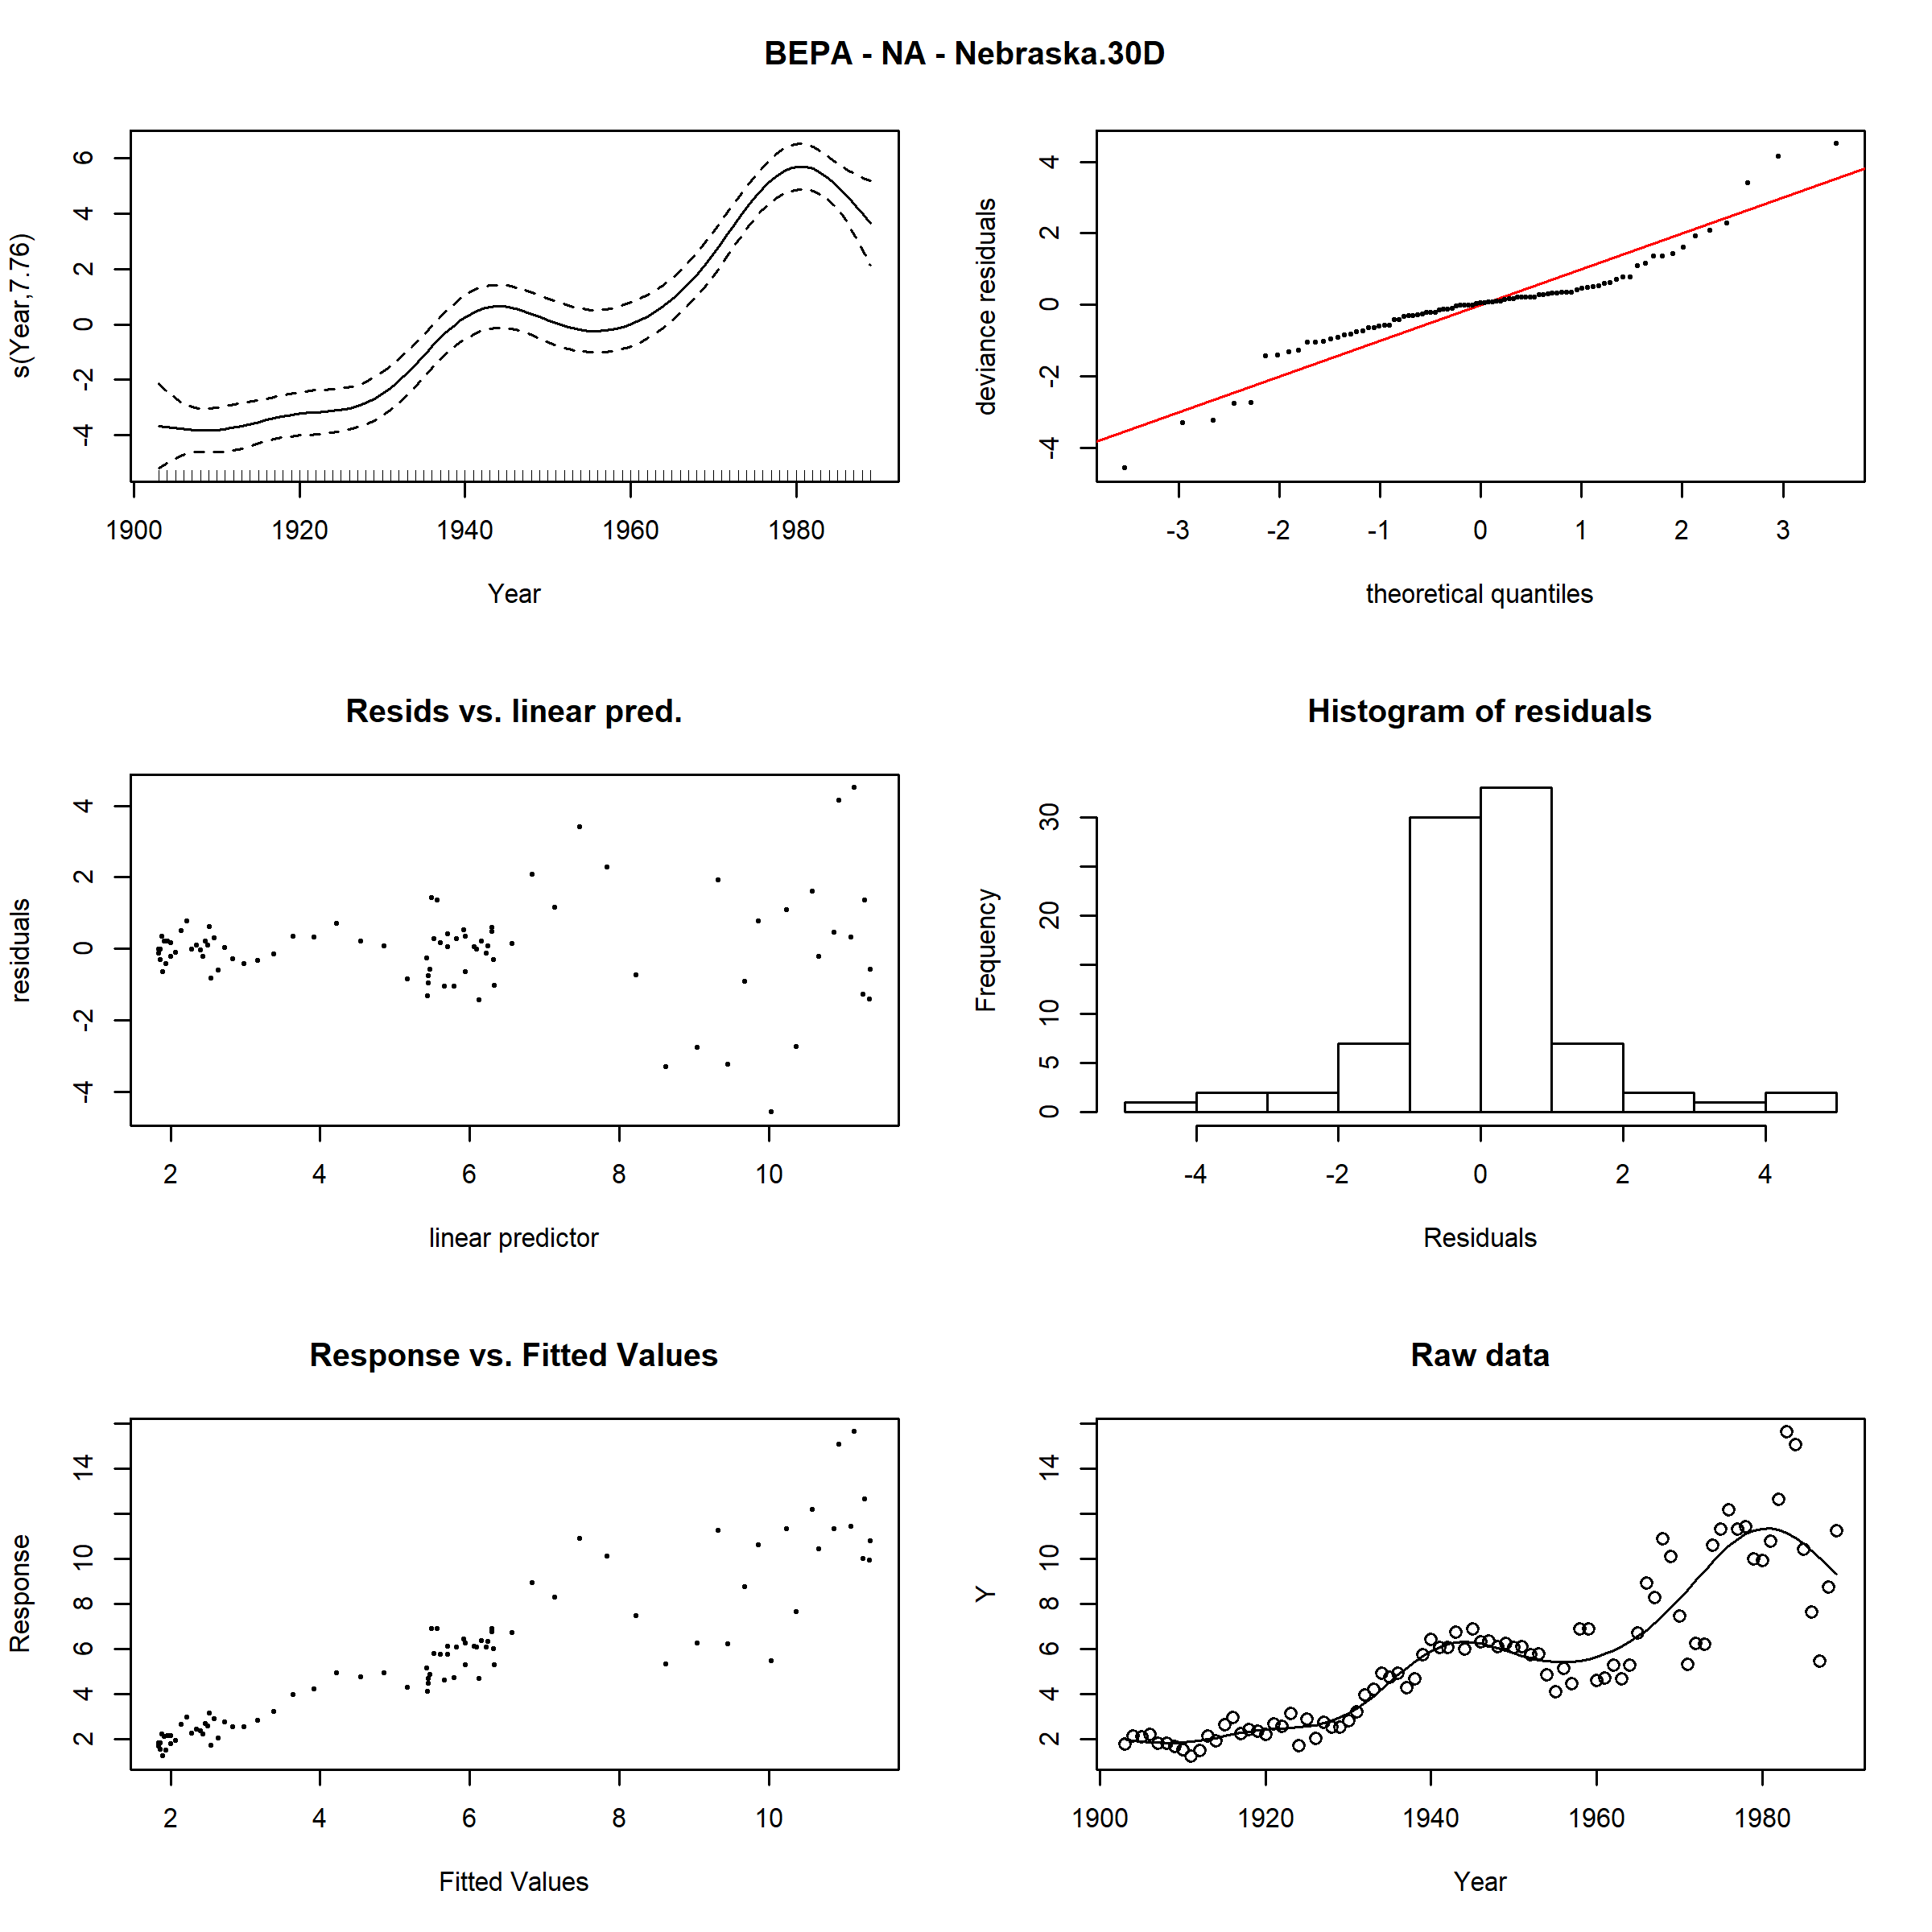 BEPA - NA - Nebraska.30D
s(Year,7.76)
6
4
2
0
-2
-4
1900 1920 1940 1960 1980
Year
deviance residuals
4
2
0
-2
-4
-3 -2 -1 0 1 2 3
theoretical quantiles
Resids vs. linear pred.
residuals
4
2
0
-2
-4
2 4 6 8 10
linear predictor
Histogram of residuals
Frequency
30
20
10
5
0
-4 -2 0 2 4
Residuals
Response vs. Fitted Values
Response
14
10
8
6
4
2
2 4 6 8 10
Fitted Values
Raw data
Y
14
10
8
6
4
2
1900 1920 1940 1960 1980
Year